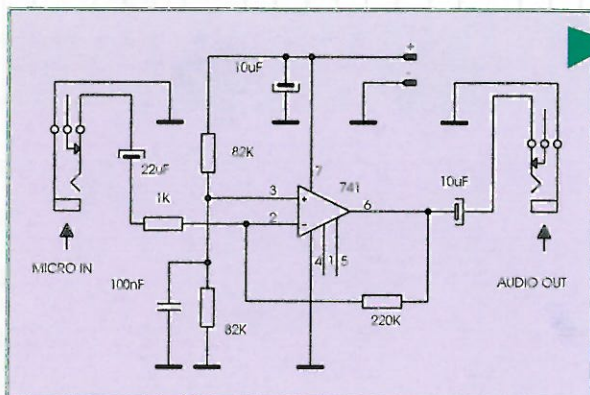 10uF
+
-
82K
22uF
7
741
10uF
1K
3
2
6
4
1
5
MICRO IN
100nF
82K
220K
AUDIO OUT